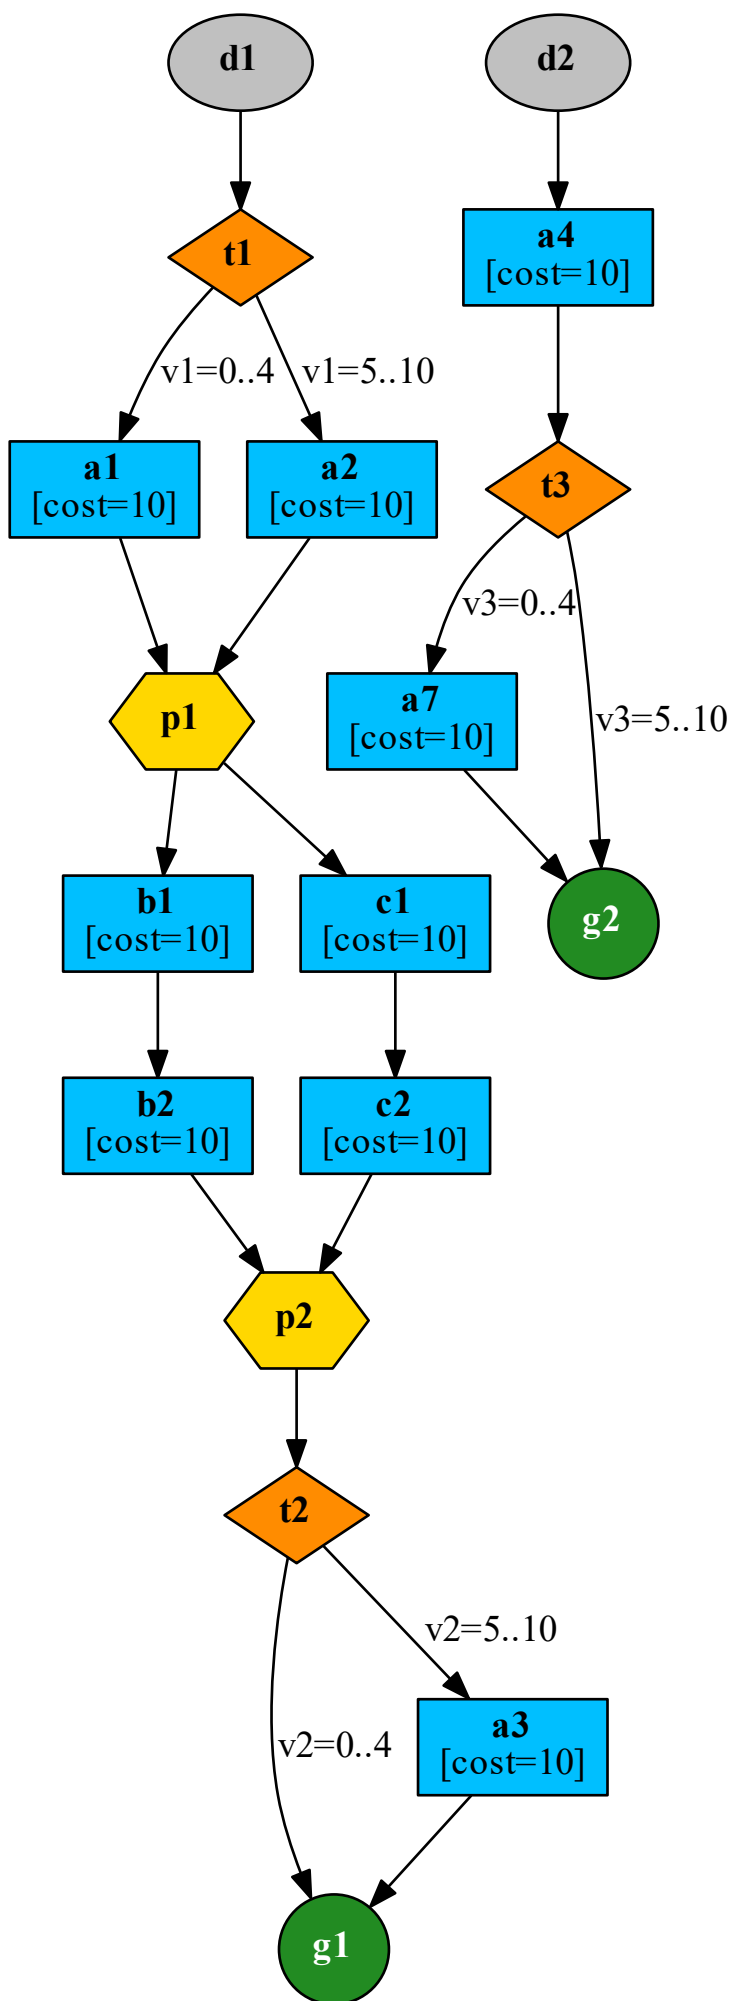 d1
d2
t1
a4
[cost=10]
v1=0..4
v1=5..10
a1
[cost=10]
a2
[cost=10]
t3
v3=0..4
p1
a7
[cost=10]
v3=5..10
b1
[cost=10]
c1
[cost=10]
g2
b2
[cost=10]
c2
[cost=10]
p2
t2
v2=5..10
v2=0..4
a3
[cost=10]
g1